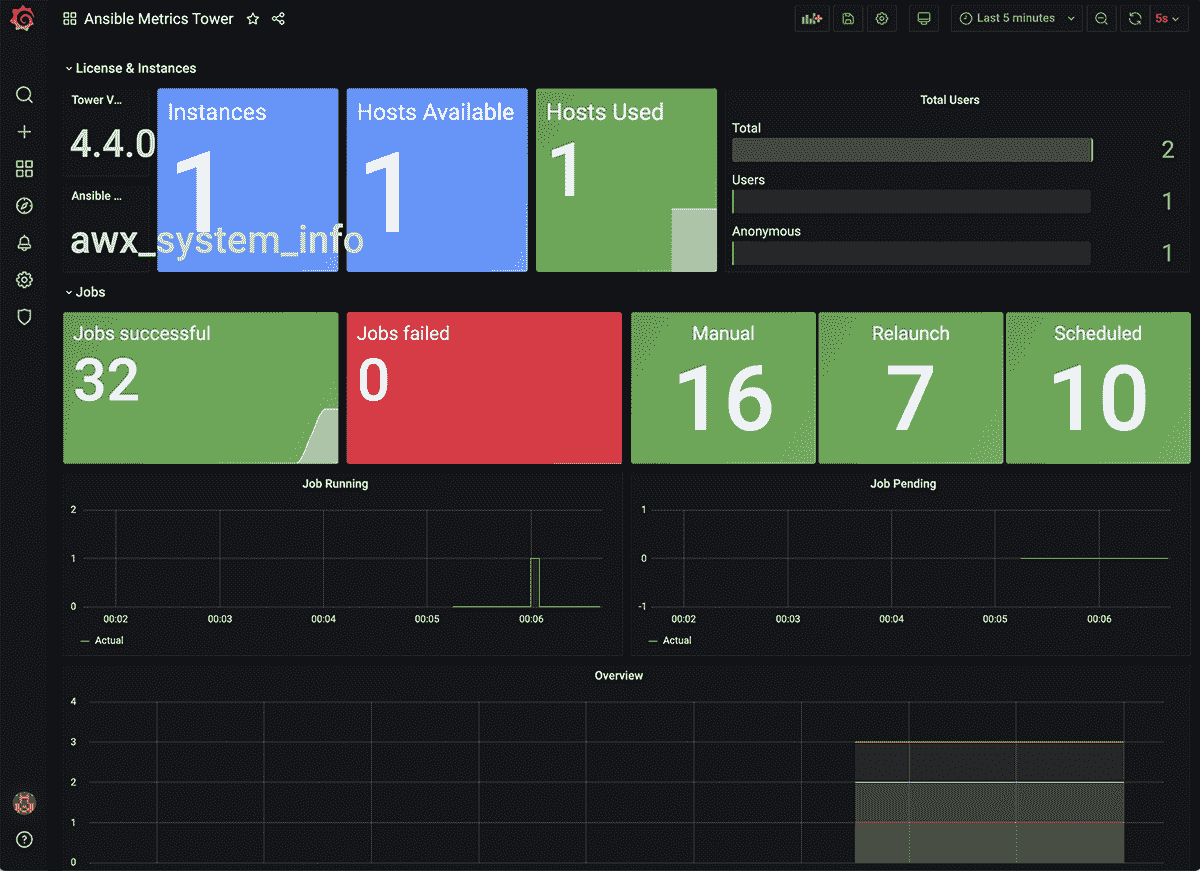 Ansible Metrics Tower
Last 5 minutes
5s
License & Instances
Tower V...
4.4.0
Ansible ...
awx_system_info
Instances
1
Hosts Available
1
Hosts Used
1
Total Users
Total
2
Users
1
Anonymous
1
Jobs
Jobs successful
32
Jobs failed
0
Manual
16
Relaunch
7
Scheduled
10
Job Running
2
1
0
00:02 00:03 00:04 00:05 00:06
Actual
Job Pending
1
0
-1
00:02 00:03 00:04 00:05 00:06
Actual
Overview
4
3
2
1
0